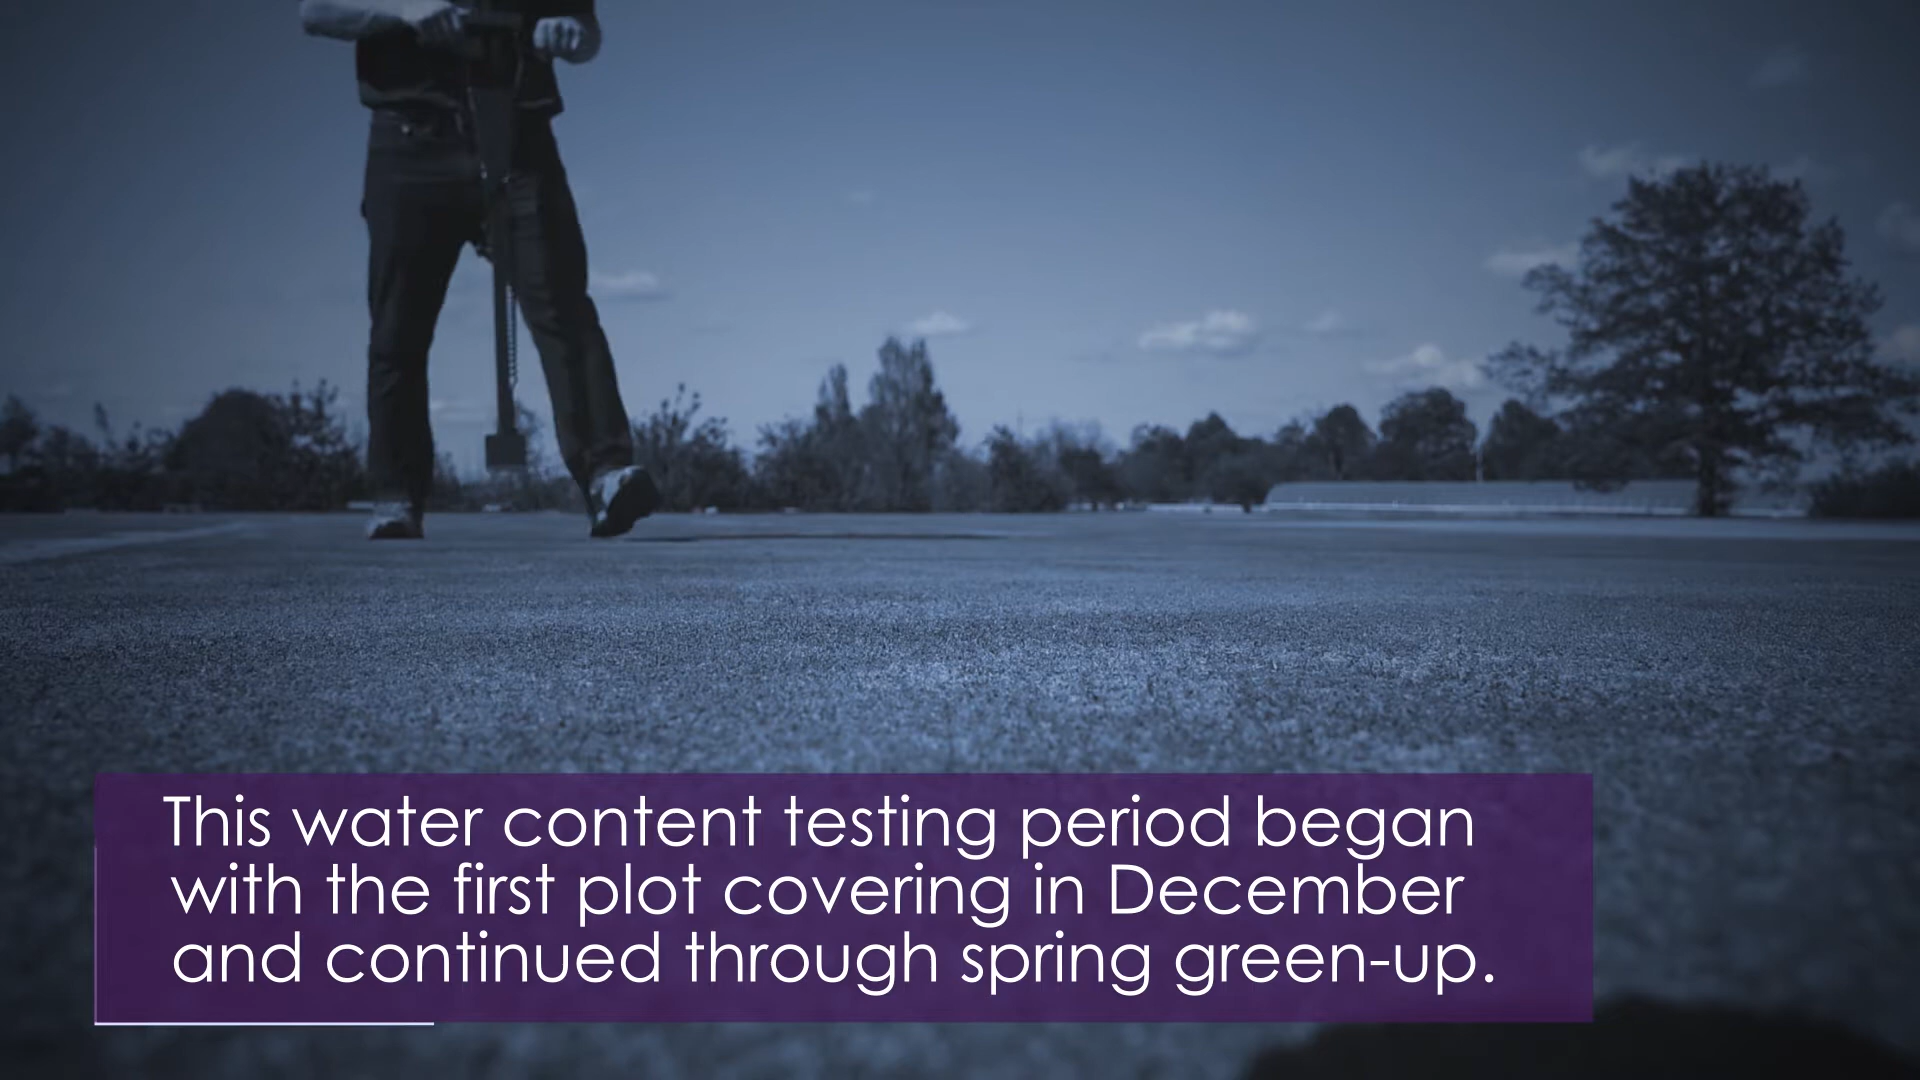 This water content testing period began
with the first plot covering in December
and continued through spring green-up.